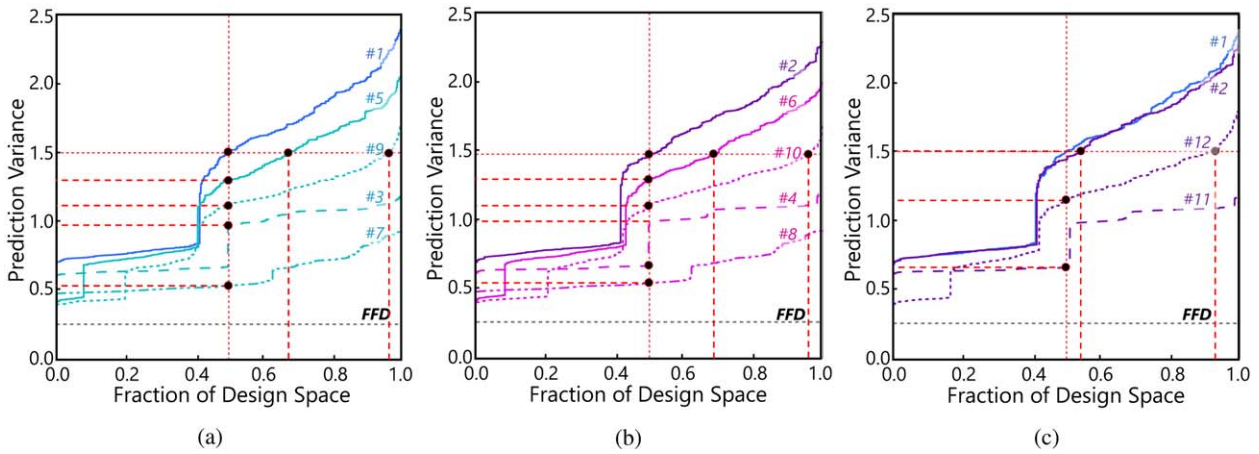 2.5
2.0
1.5
1.0
0.5
0.0
Prediction Variance
#1
#5
#9
#3
#7
FFD
0.0 0.2 0.4 0.6 0.8 1.0
Fraction of Design Space
(a)
2.5
2.0
1.5
1.0
0.5
0.0
Prediction Variance
#2
#6
#10
#4
#8
FFD
0.0 0.2 0.4 0.6 0.8 1.0
Fraction of Design Space
(b)
2.5
2.0
1.5
1.0
0.5
0.0
Prediction Variance
#1
#2
#12
#11
FFD
0.0 0.2 0.4 0.6 0.8 1.0
Fraction of Design Space
(c)